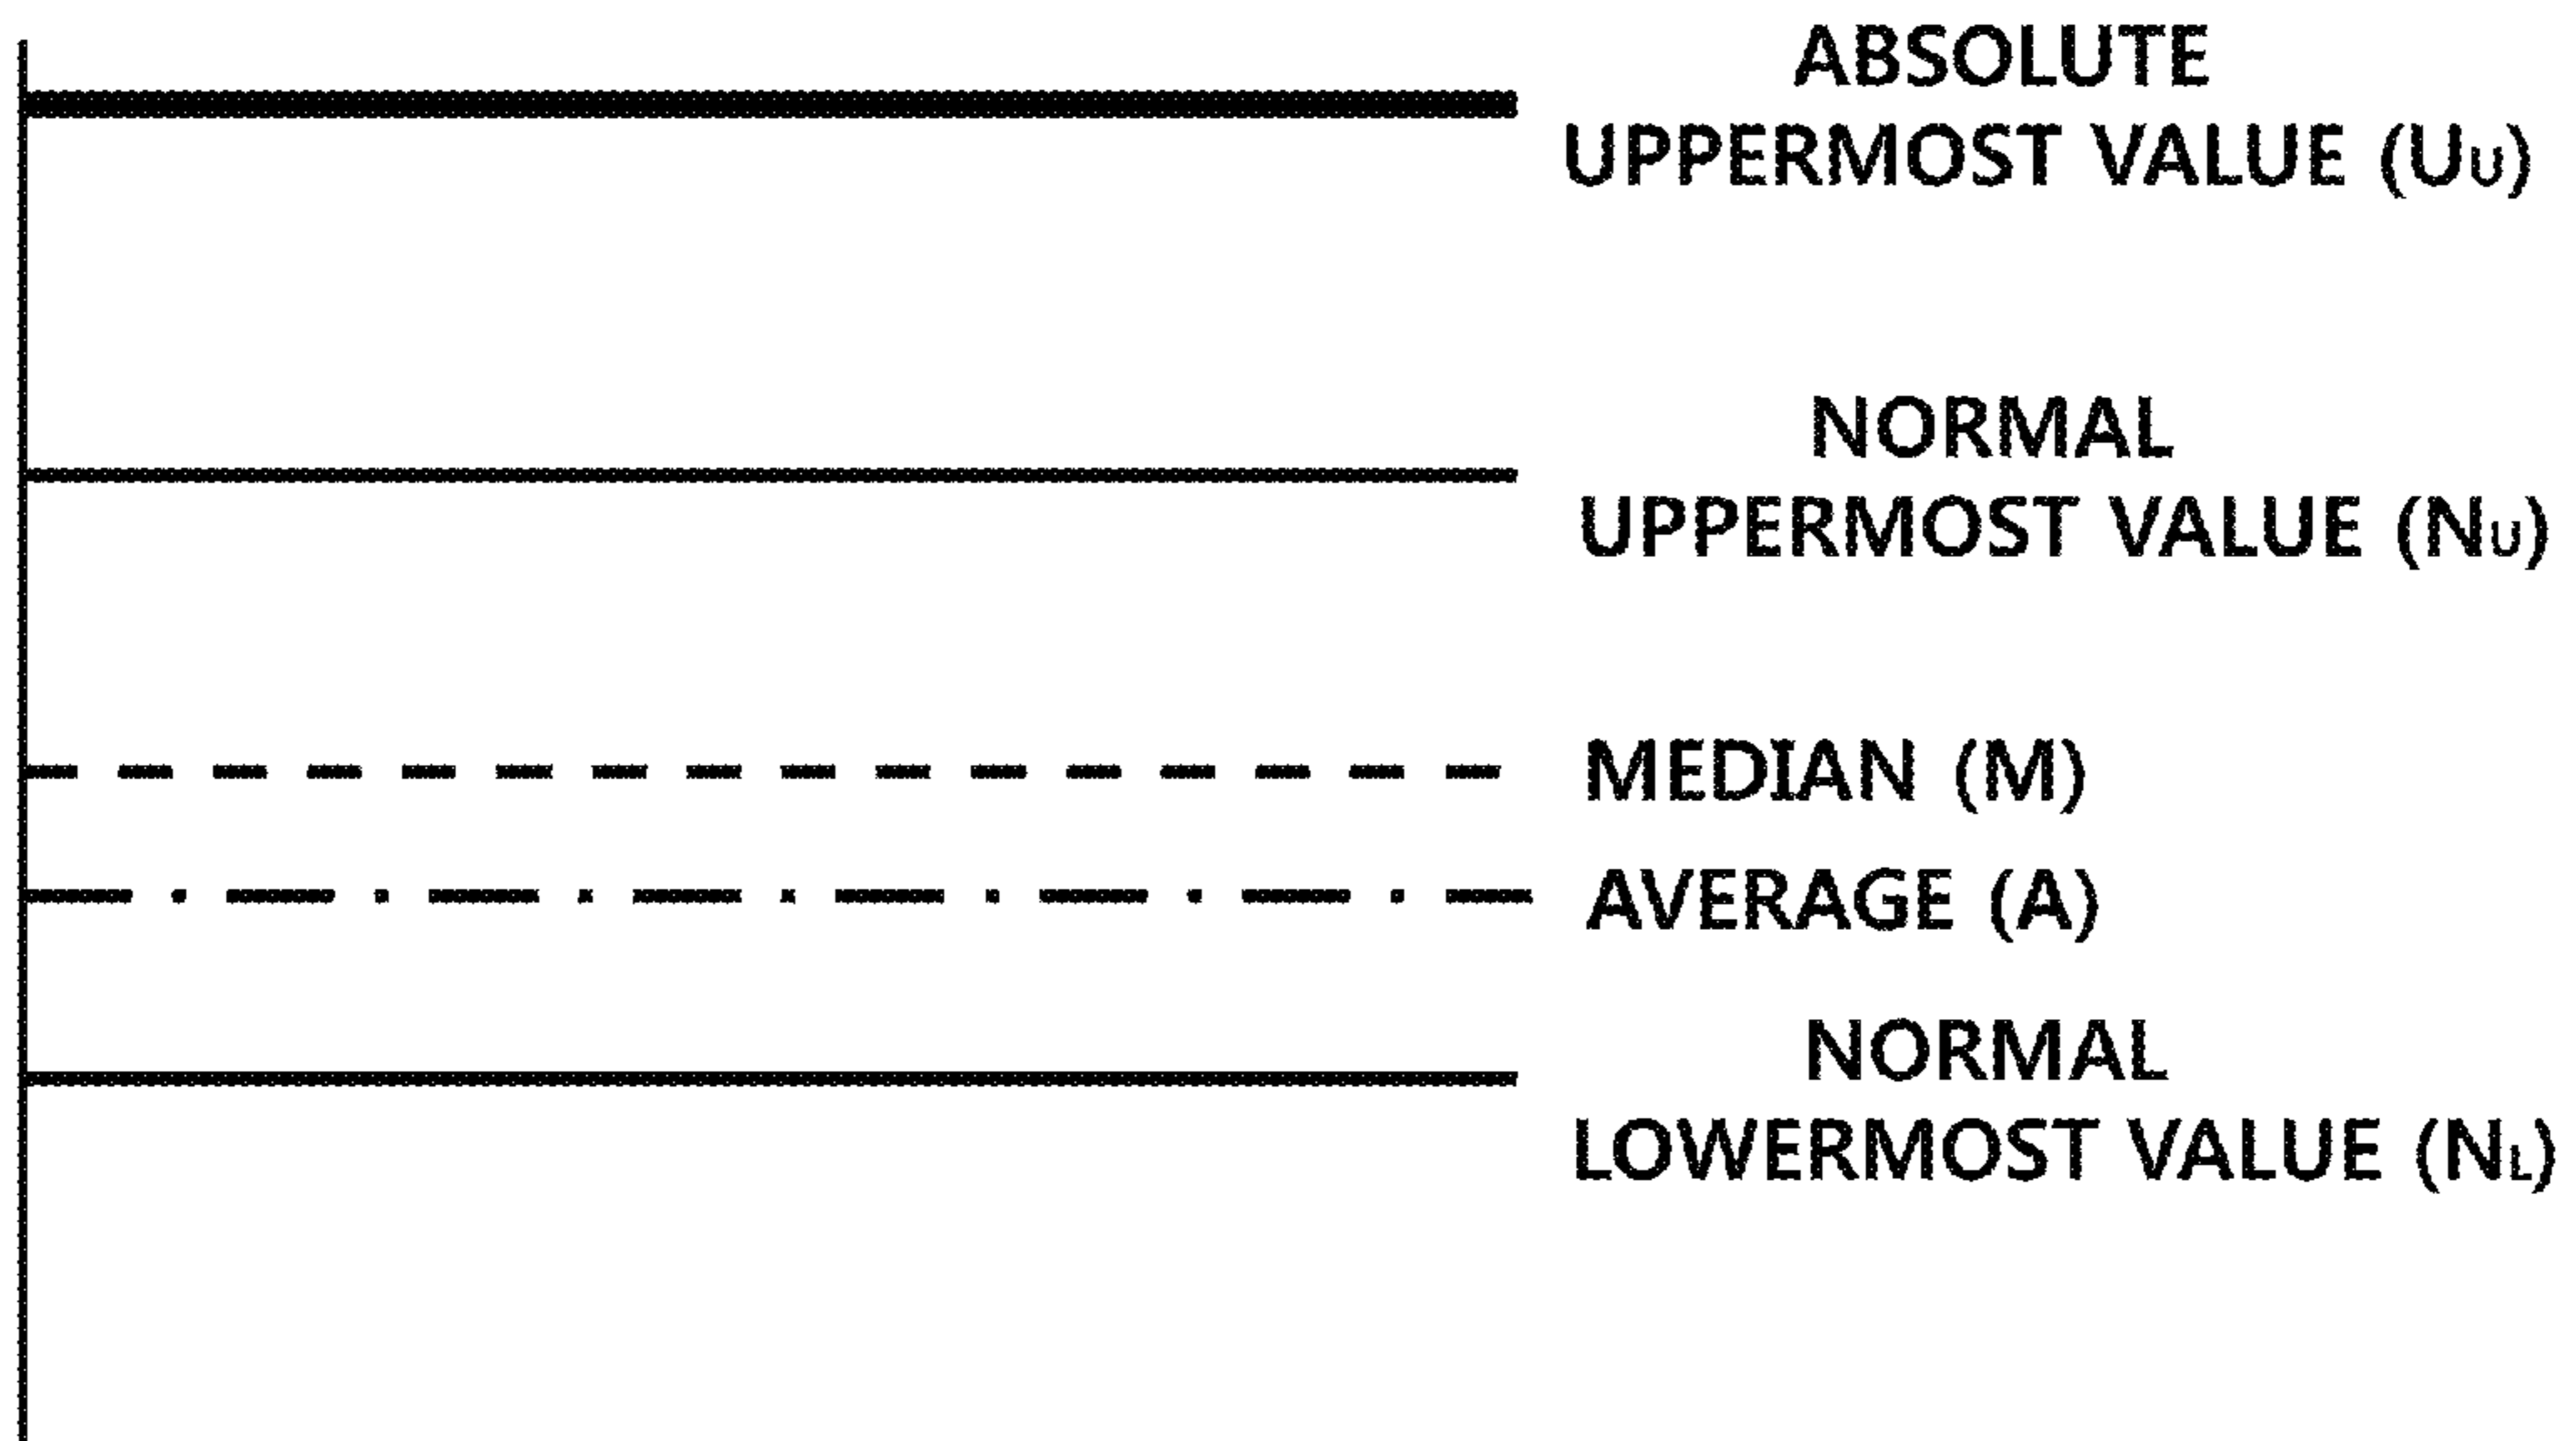 ABSOLUTE
UPPERMOST VALUE (UU)
NORMAL
UPPERMOST VALUE (NU)
MEDIAN (M)
AVERAGE (A)
NORMAL
LOWERMOST VALUE (NL)